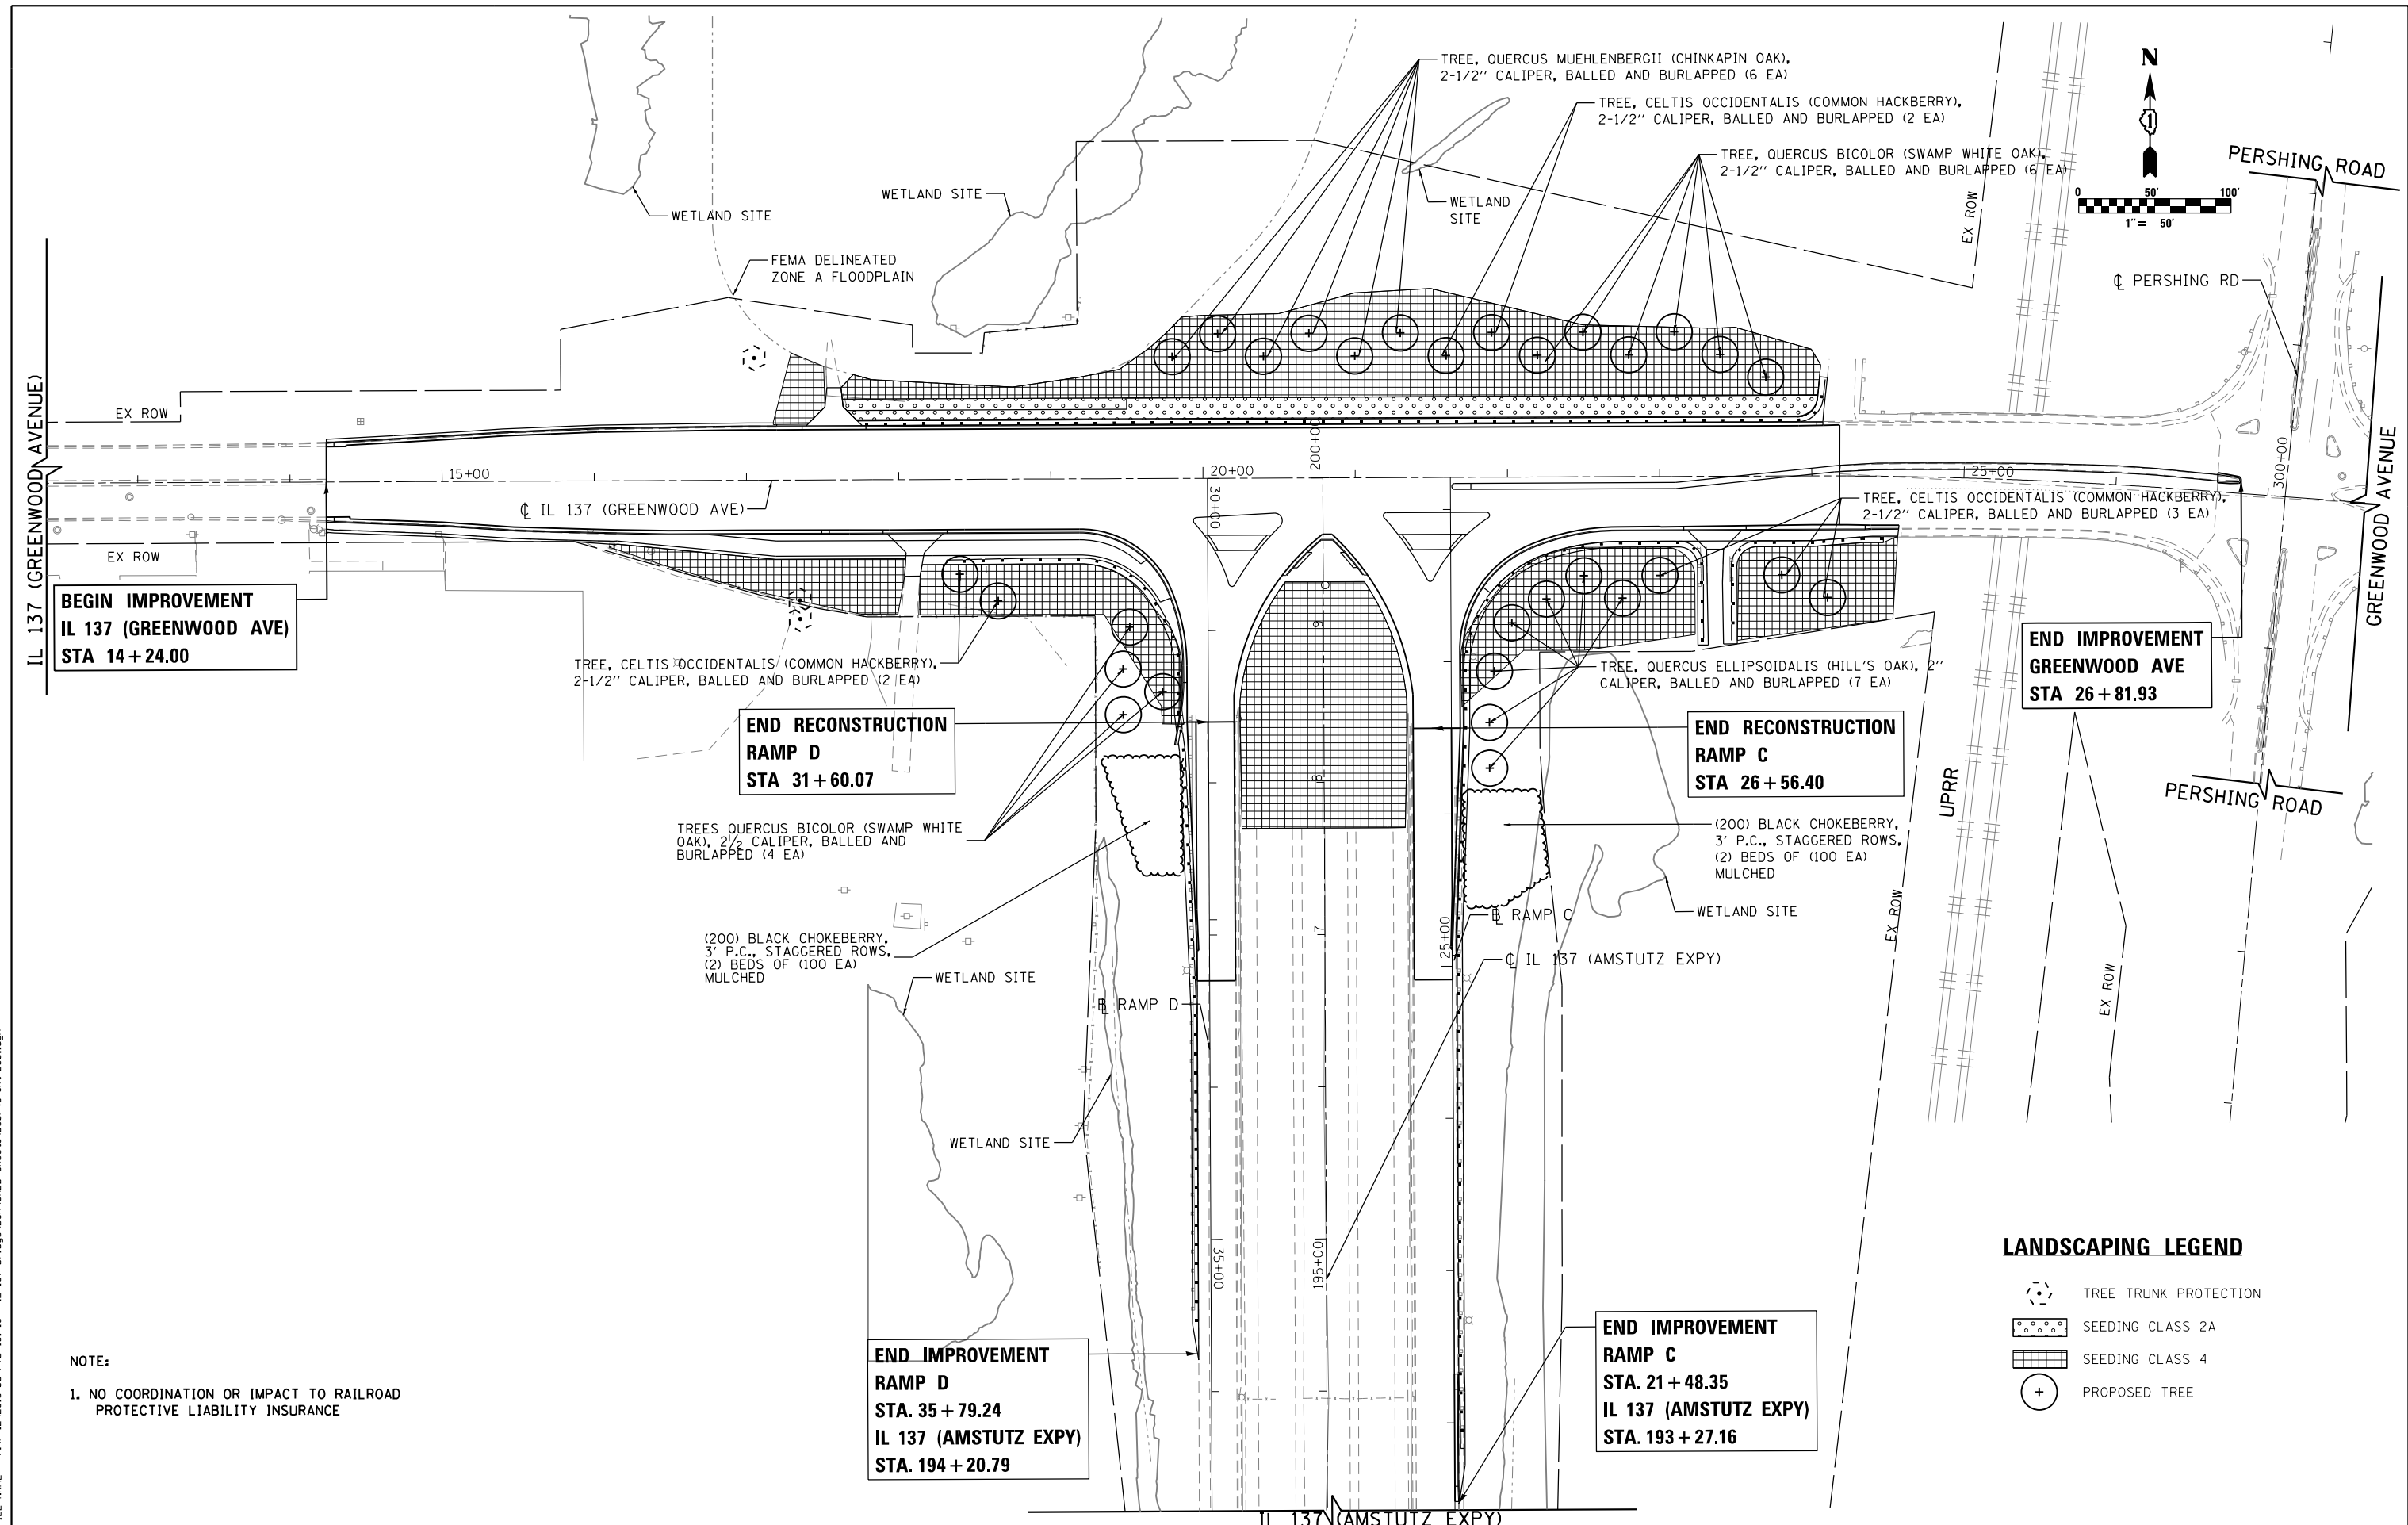 TREE, QUERCUS MUEHLENBERGII (CHINKAPIN OAK),
2-1/2'' CALIPER, BALLED AND BURLAPPED (6 EA)
TREE, CELTIS OCCIDENTALIS (COMMON HACKBERRY),
2-1/2'' CALIPER, BALLED AND BURLAPPED (2 EA)
TREE, QUERCUS BICOLOR (SWAMP WHITE OAK),
2-1/2'' CALIPER, BALLED AND BURLAPPED (6 EA)
N
1
0 50' 100'
1''= 50'
PERSHING ROAD
EX ROW
WETLAND SITE
WETLAND SITE
WETLAND
SITE
FEMA DELINEATED
ZONE A FLOODPLAIN
℄ PERSHING RD
IL 137 (GREENWOOD AVENUE)
GREENWOOD AVENUE
EX ROW
15+00
20+00
200+00
25+00
300+00
30+00
℄ IL 137 (GREENWOOD AVE)
TREE, CELTIS OCCIDENTALIS (COMMON HACKBERRY),
2-1/2'' CALIPER, BALLED AND BURLAPPED (3 EA)
EX ROW
BEGIN IMPROVEMENT
IL 137 (GREENWOOD AVE)
STA 14+24.00
9
TREE, CELTIS OCCIDENTALIS (COMMON HACKBERRY),
2-1/2'' CALIPER, BALLED AND BURLAPPED (2 EA)
TREE, QUERCUS ELLIPSOIDALIS (HILL'S OAK), 2''
CALIPER, BALLED AND BURLAPPED (7 EA)
END IMPROVEMENT
GREENWOOD AVE
STA 26+81.93
END RECONSTRUCTION
RAMP D
STA 31+60.07
END RECONSTRUCTION
RAMP C
STA 26+56.40
8
UPRR
PERSHING ROAD
TREES QUERCUS BICOLOR (SWAMP WHITE
OAK), 2½ CALIPER, BALLED AND
BURLAPPED (4 EA)
(200) BLACK CHOKEBERRY,
3' P.C., STAGGERED ROWS,
(2) BEDS OF (100 EA)
MULCHED
WETLAND SITE
EX ROW
7
25+00
℄ RAMP C
(200) BLACK CHOKEBERRY,
3' P.C., STAGGERED ROWS,
(2) BEDS OF (100 EA)
MULCHED
WETLAND SITE
℄ IL 137 (AMSTUTZ EXPY)
EX ROW
℄ RAMP D
WETLAND SITE
35+00
195+00
LANDSCAPING LEGEND
TREE TRUNK PROTECTION
SEEDING CLASS 2A
SEEDING CLASS 4
PROPOSED TREE
END IMPROVEMENT
RAMP D
STA. 35+79.24
IL 137 (AMSTUTZ EXPY)
STA. 194+20.79
END IMPROVEMENT
RAMP C
STA. 21+48.35
IL 137 (AMSTUTZ EXPY)
STA. 193+27.16
NOTE:
1. NO COORDINATION OR IMPACT TO RAILROAD
PROTECTIVE LIABILITY INSURANCE
IL 137 (AMSTUTZ EXPY)